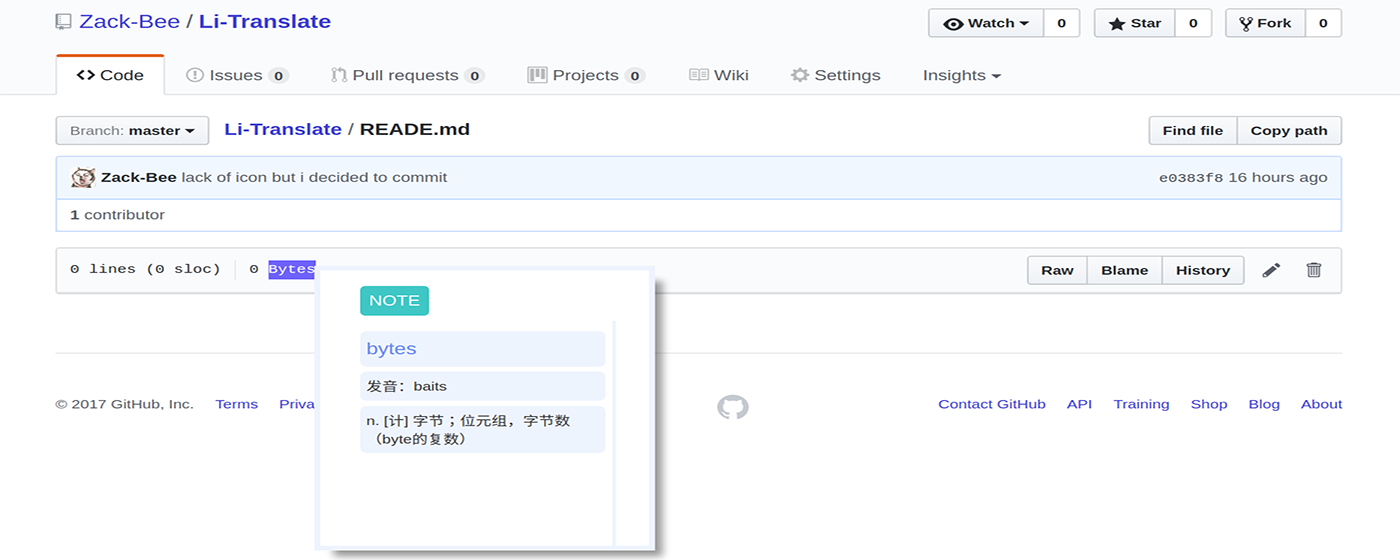 Zack-Bee / Li-Translate
Watch 0 Star 0 Fork 0
Code Issues 0 Pull requests 0 Projects 0 Wiki Settings Insights
Branch: master Li-Translate / READE.md Find file Copy path
Zack-Bee lack of icon but i decided to commit e0383f8 16 hours ago
1 contributor
0 lines (0 sloc) 0 Bytes Raw Blame History
NOTE
bytes
发音：baits
n. [计] 字节；位元组，字节数
（byte的复数）
© 2017 GitHub, Inc. Terms Priva Contact GitHub API Training Shop Blog About